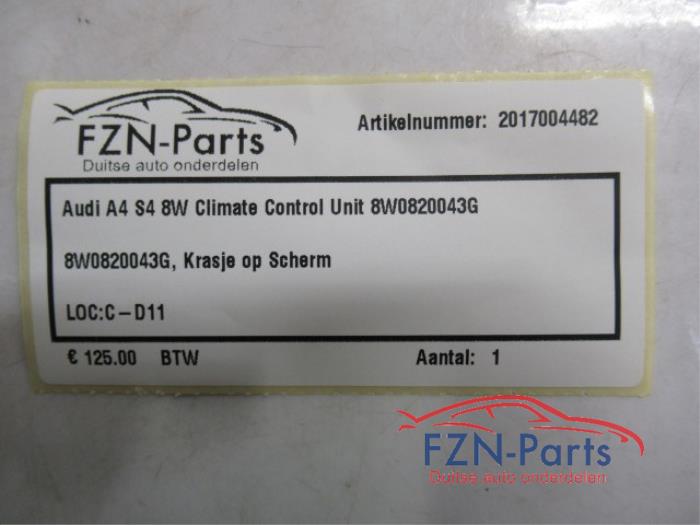 FZN-Parts
Duitse auto onderdelen
Artikelnummer: 2017004482
Audi A4 S4 8W Climate Control Unit 8W0820043G
8W0820043G, Krasje op Scherm
LOC:C-D11
€ 125.00 BTW
Aantal: 1
FZN-Parts
Duitse auto onderdelen